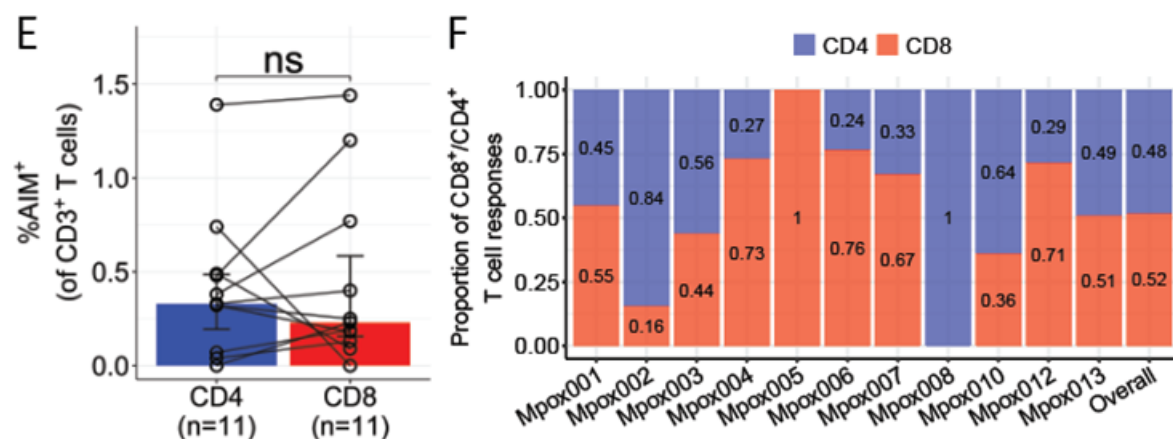 E
ns
%AIM⁺
(of CD3⁺ T cells)
1.5
1.0
0.5
0.0
CD4
(n=11)
CD8
(n=11)
F
CD4 CD8
Proportion of CD8⁺/CD4⁺
T cell responses
1.00
0.75
0.50
0.25
0.00
0.45
0.55
0.84
0.16
0.56
0.44
0.27
0.73
1
0.24
0.76
0.33
0.67
1
0.64
0.36
0.29
0.71
0.49
0.51
0.48
0.52
Mpox001
Mpox002
Mpox003
Mpox004
Mpox005
Mpox006
Mpox007
Mpox008
Mpox010
Mpox012
Mpox013
Overall